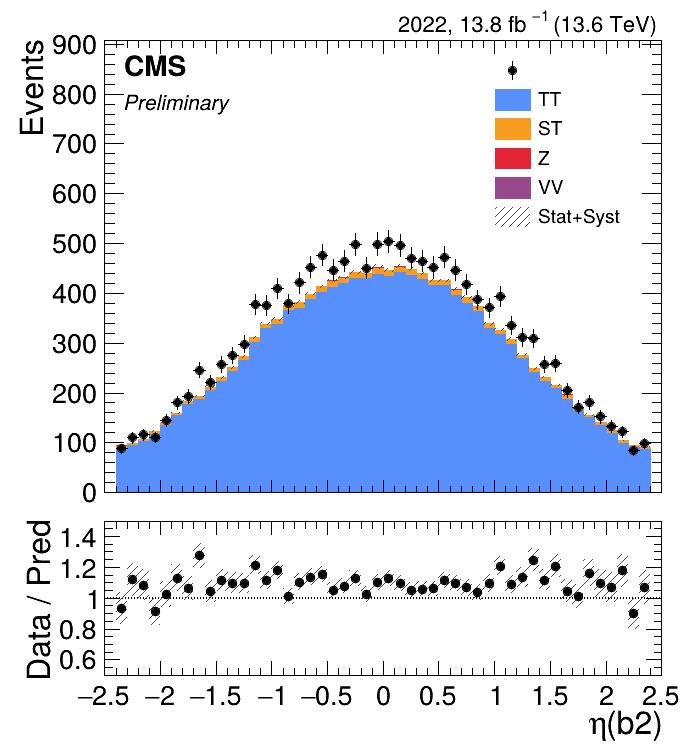 2022, 13.8 fb⁻¹ (13.6 TeV)
CMS
Preliminary
TT
ST
Z
VV
Stat+Syst
Events
900
800
700
600
500
400
300
200
100
0
Data / Pred
1.4
1.2
1
0.8
0.6
−2.5 −2 −1.5 −1 −0.5 0 0.5 1 1.5 2 2.5
η(b2)